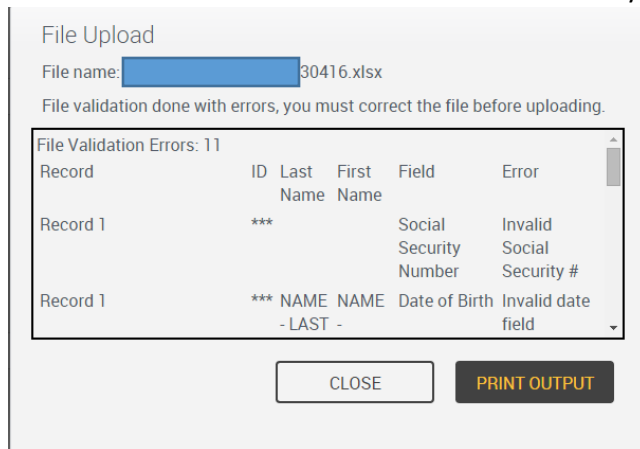 File Upload
File name: 30416.xlsx
File validation done with errors, you must correct the file before uploading.
File Validation Errors: 11
Record ID Last Name First Name Field Error
Record 1 *** Social Security Number Invalid Social Security #
Record 1 *** NAME - LAST NAME - Date of Birth Invalid date field
CLOSE PRINT OUTPUT